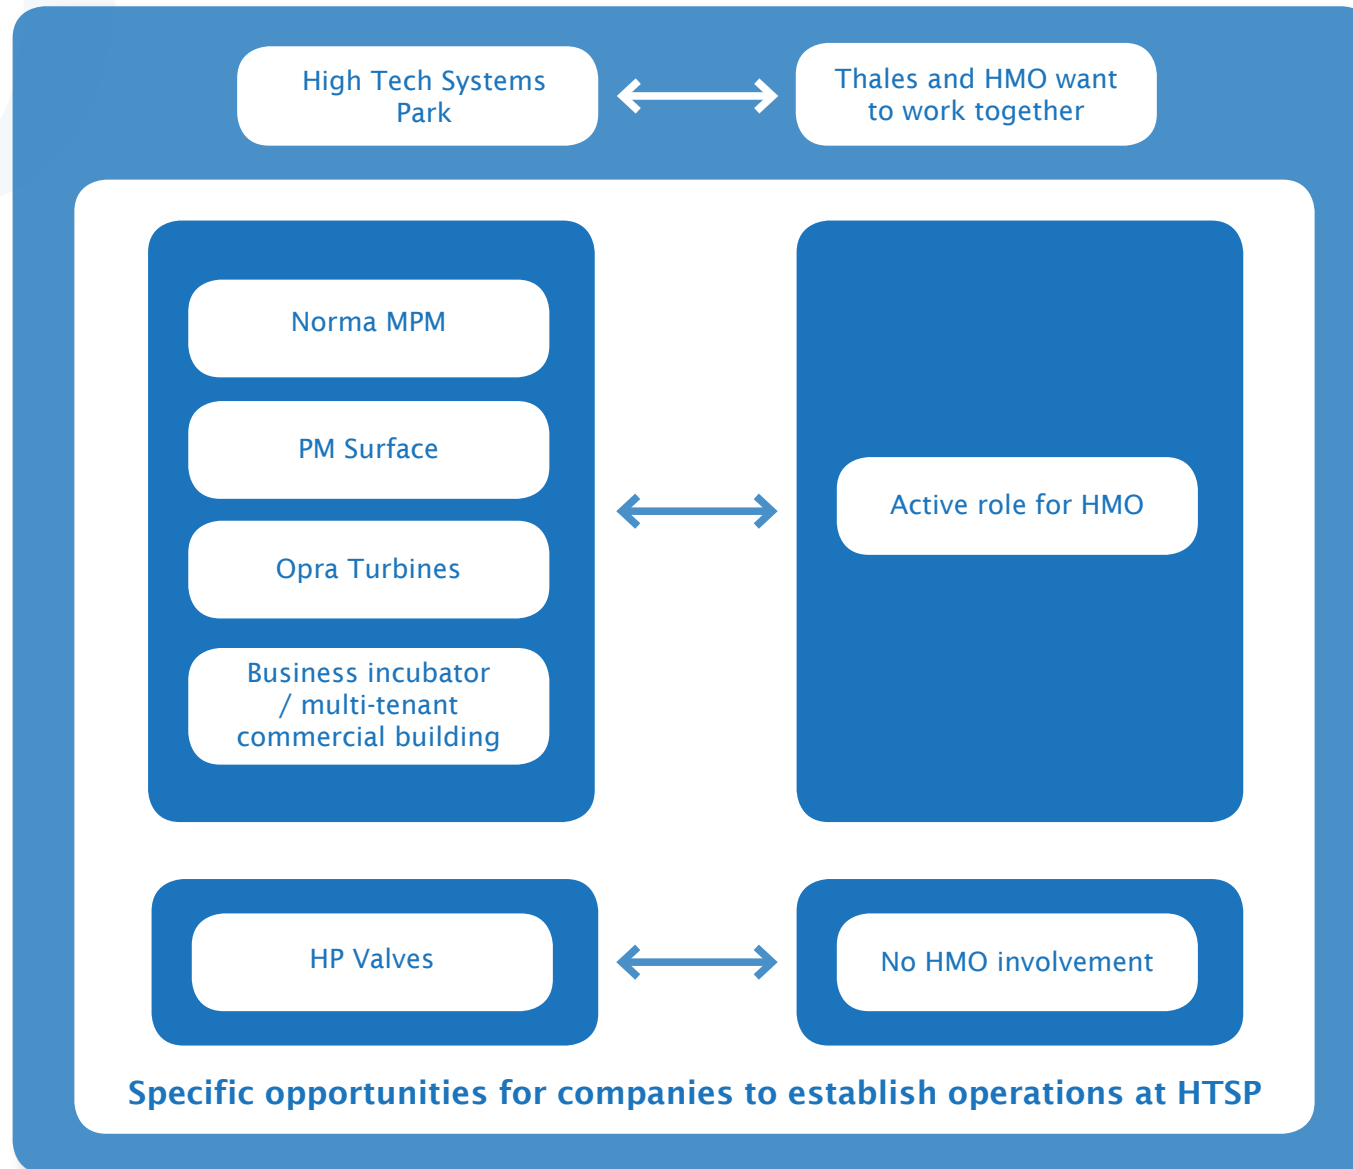 High Tech Systems
Park
Thales and HMO want
to work together
Norma MPM
PM Surface
Opra Turbines
Business incubator
/ multi-tenant
commercial building
Active role for HMO
HP Valves
No HMO involvement
Specific opportunities for companies to establish operations at HTSP